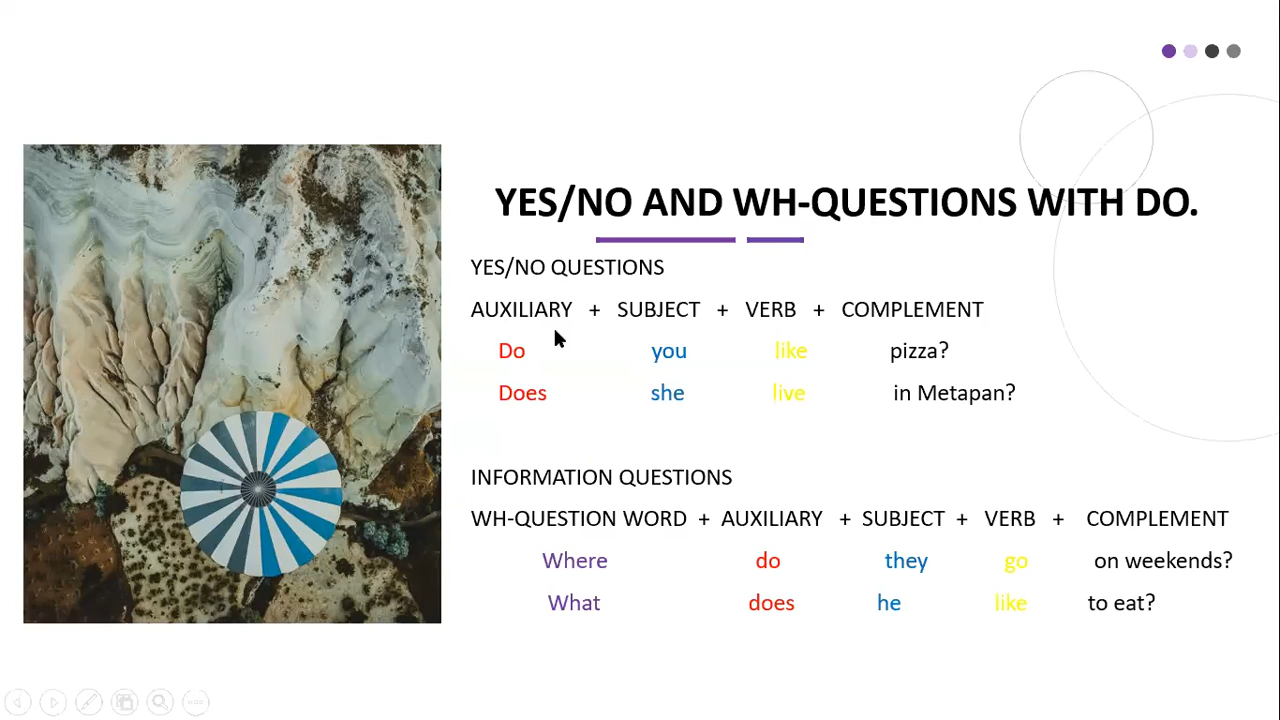 YES/NO AND WH-QUESTIONS WITH DO.
YES/NO QUESTIONS
AUXILIARY + SUBJECT + VERB + COMPLEMENT
Do you like pizza?
Does she live in Metapan?
INFORMATION QUESTIONS
WH-QUESTION WORD + AUXILIARY + SUBJECT + VERB + COMPLEMENT
Where do they go on weekends?
What does he like to eat?